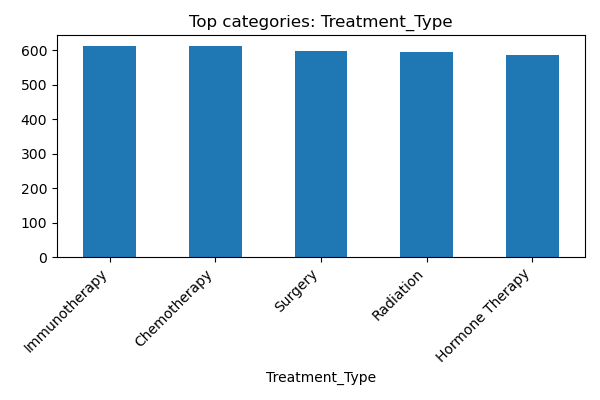 Top categories: Treatment_Type
600
500
400
300
200
100
0
Immunotherapy
Chemotherapy
Surgery
Radiation
Hormone Therapy
Treatment_Type